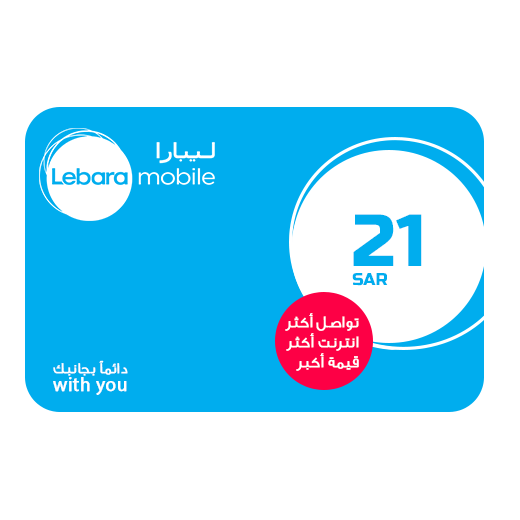 ليبارا
Lebara mobile
21
SAR
تواصل أكثر
انترنت أكثر
قيمة أكبر
دائماً بجانبك
with you